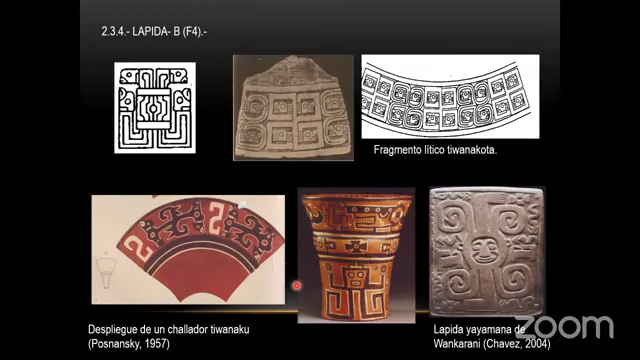 2.3.4.- LAPIDA- B (F4).-
Fragmento lítico tiwanakota.
Despliegue de un challador tiwanaku
(Posnansky, 1957)
Lapida yayamana de
Wankarani (Chavez, 2004)
zoom